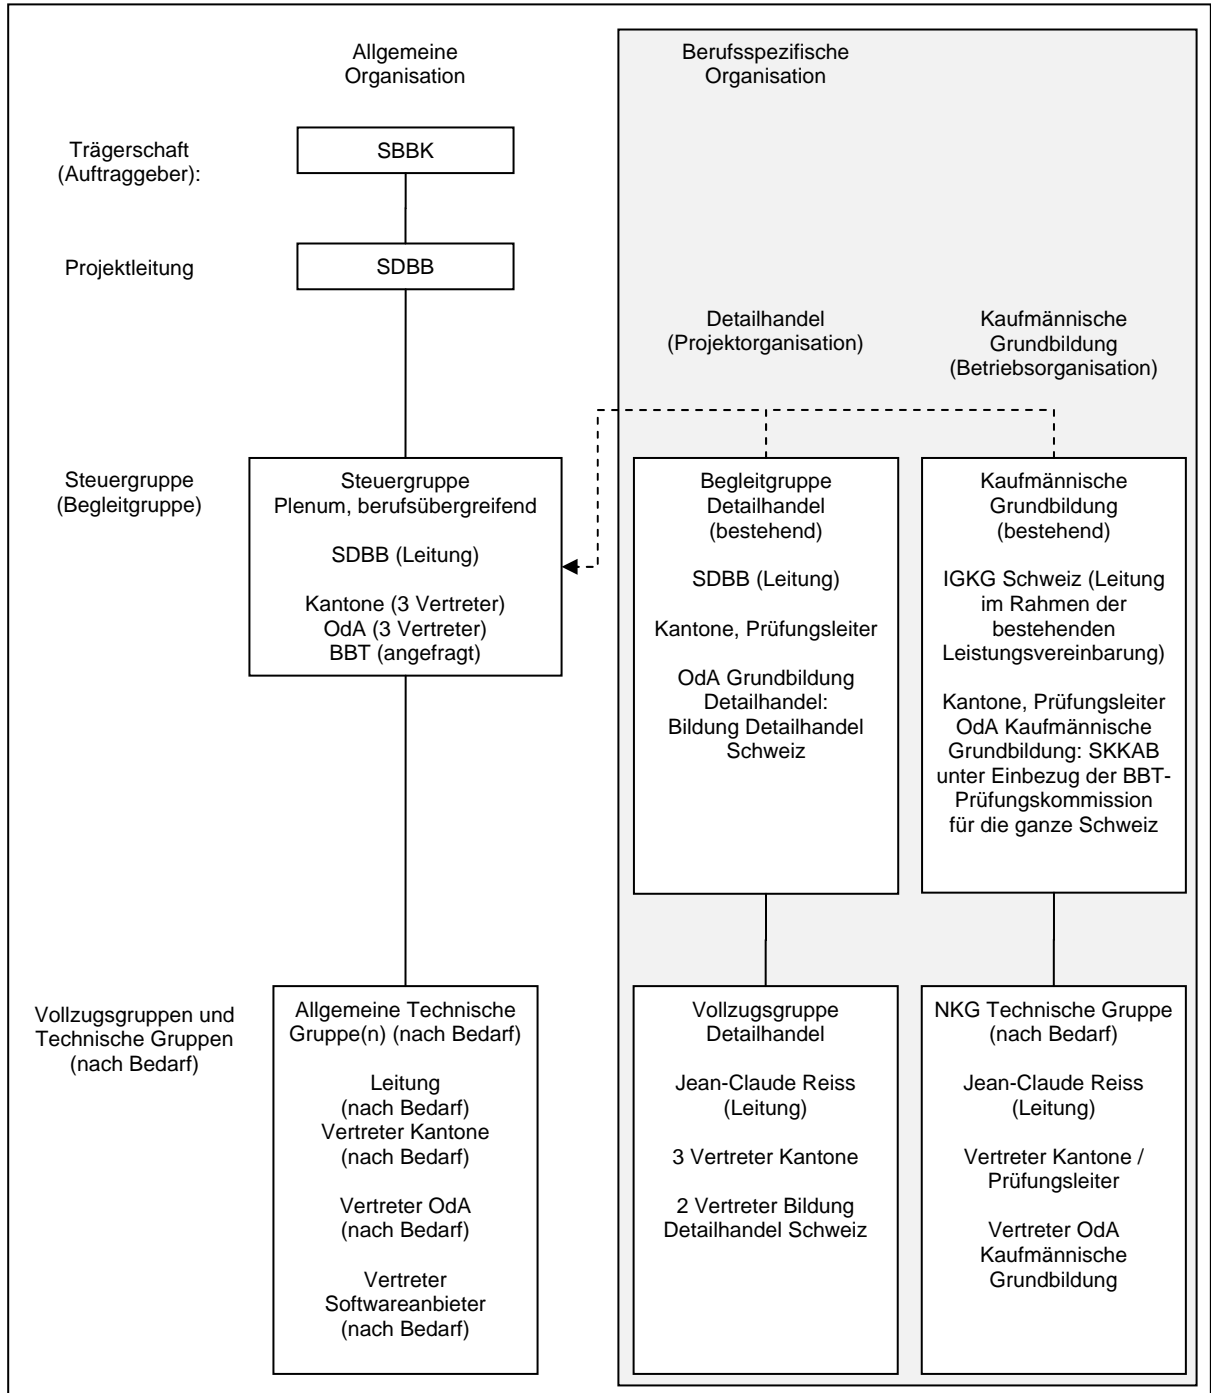 Allgemeine
Organisation
Berufsspezifische
Organisation
Trägerschaft
(Auftraggeber):
SBBK
Projektleitung
SDBB
Detailhandel
(Projektorganisation)
Kaufmännische
Grundbildung
(Betriebsorganisation)
Steuergruppe
(Begleitgruppe)
Steuergruppe
Plenum, berufsübergreifend
SDBB (Leitung)
Kantone (3 Vertreter)
OdA (3 Vertreter)
BBT (angefragt)
Begleitgruppe
Detailhandel
(bestehend)
SDBB (Leitung)
Kantone, Prüfungsleiter
OdA Grundbildung
Detailhandel:
Bildung Detailhandel
Schweiz
Kaufmännische
Grundbildung
(bestehend)
IGKG Schweiz (Leitung
im Rahmen der
bestehenden
Leistungsvereinbarung)
Kantone, Prüfungsleiter
OdA Kaufmännische
Grundbildung: SKKAB
unter Einbezug der BBT-
Prüfungskommission
für die ganze Schweiz
Vollzugsgruppen und
Technische Gruppen
(nach Bedarf)
Allgemeine Technische
Gruppe(n) (nach Bedarf)
Leitung
(nach Bedarf)
Vertreter Kantone
(nach Bedarf)
Vertreter OdA
(nach Bedarf)
Vertreter
Softwareanbieter
(nach Bedarf)
Vollzugsgruppe
Detailhandel
Jean-Claude Reiss
(Leitung)
3 Vertreter Kantone
2 Vertreter Bildung
Detailhandel Schweiz
NKG Technische Gruppe
(nach Bedarf)
Jean-Claude Reiss
(Leitung)
Vertreter Kantone /
Prüfungsleiter
Vertreter OdA
Kaufmännische
Grundbildung